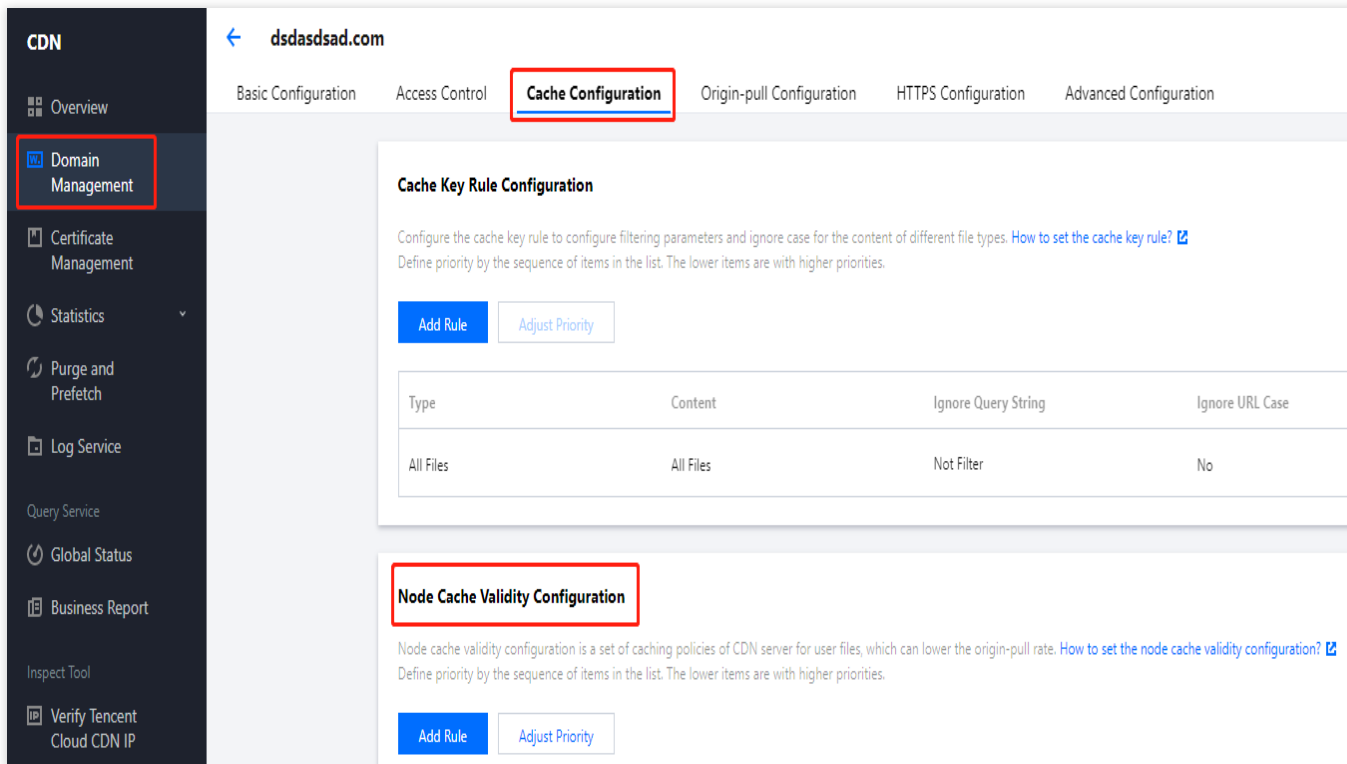 CDN
Overview
Domain
Management
Certificate
Management
Statistics
Purge and
Prefetch
Log Service
Query Service
Global Status
Business Report
Inspect Tool
IP
Verify Tencent
Cloud CDN IP
dsdasdsad.com
Basic Configuration
Access Control
Cache Configuration
Origin-pull Configuration
HTTPS Configuration
Advanced Configuration
Cache Key Rule Configuration
Configure the cache key rule to configure filtering parameters and ignore case for the content of different file types. How to set the cache key rule?
Define priority by the sequence of items in the list. The lower items are with higher priorities.
Add Rule
Adjust Priority
Type Content Ignore Query String Ignore URL Case
All Files All Files Not Filter No
Node Cache Validity Configuration
Node cache validity configuration is a set of caching policies of CDN server for user files, which can lower the origin-pull rate. How to set the node cache validity configuration?
Define priority by the sequence of items in the list. The lower items are with higher priorities.
Add Rule
Adjust Priority